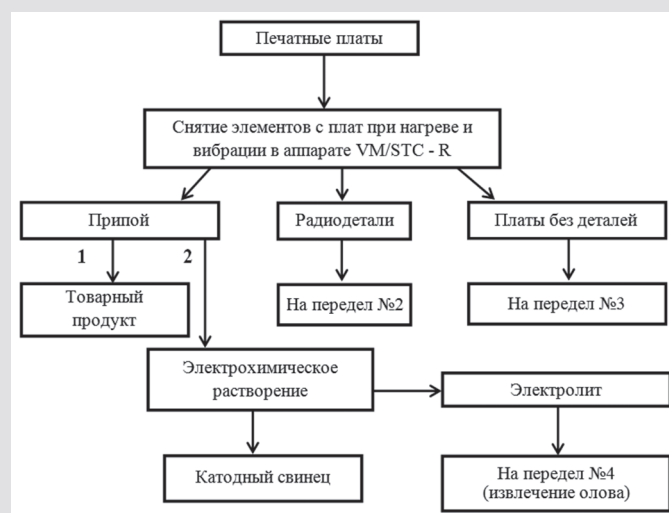 Печатные платы
Снятие элементов с плат при нагреве и
вибрации в аппарате VM/STC - R
Припой
Радиодетали
Платы без деталей
1
2
Товарный
продукт
На передел №2
На передел №3
Электрохимическое
растворение
Электролит
Катодный свинец
На передел №4
(извлечение олова)